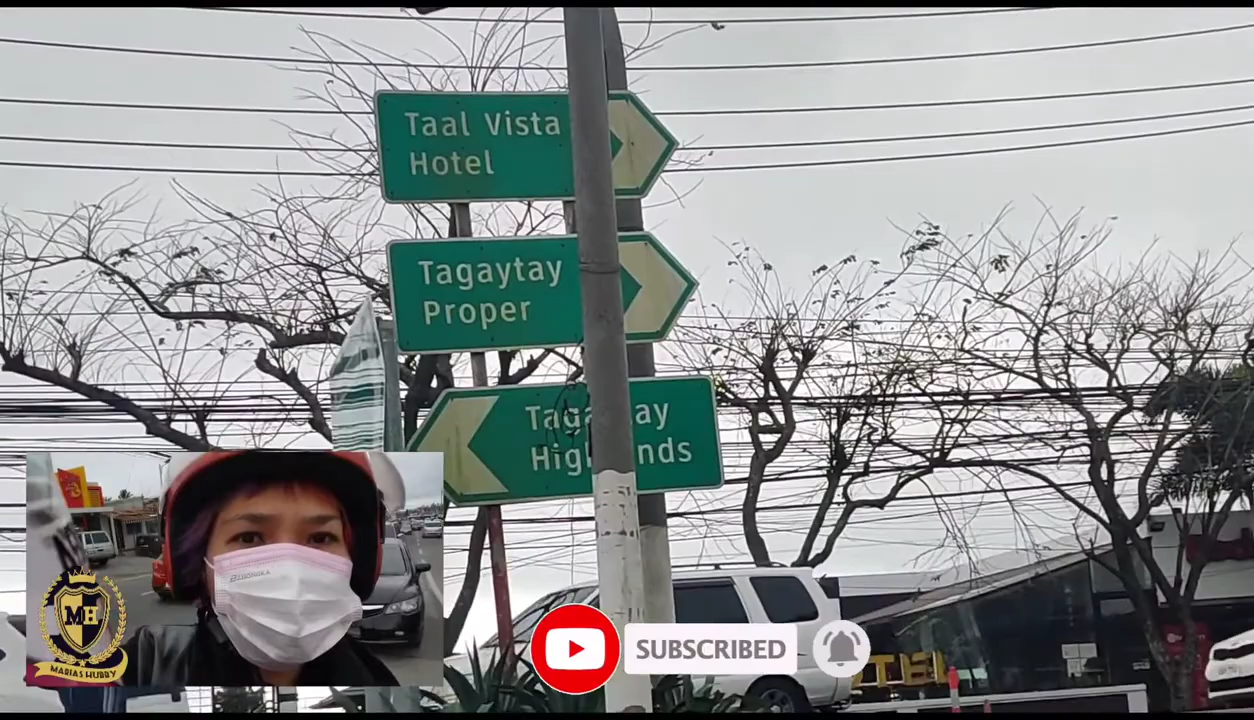 Taal Vista
Hotel
Tagaytay
Proper
Tagaytay
Highlands
MH
MARIAS HUBBY
SUBSCRIBED